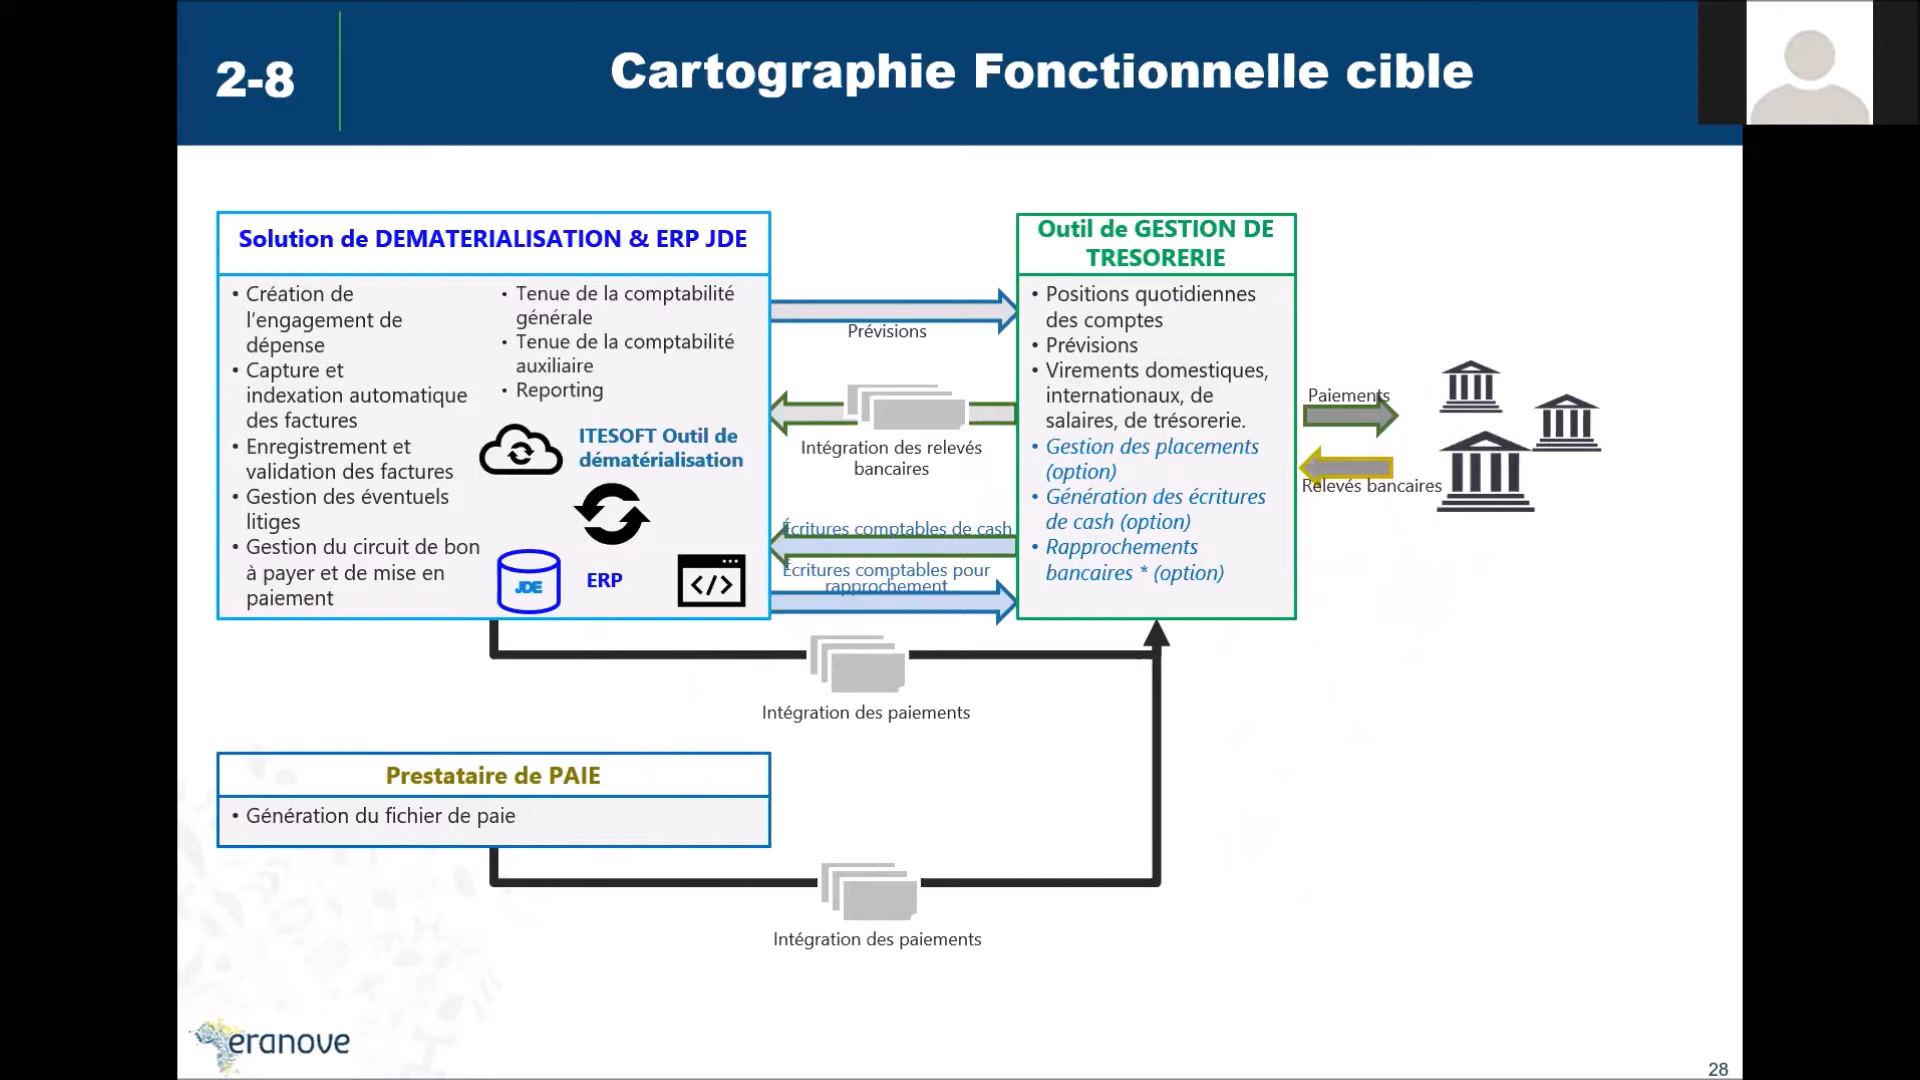 2-8
Cartographie Fonctionnelle cible
Solution de DEMATERIALISATION & ERP JDE
• Création de
l'engagement de
dépense
• Capture et
indexation automatique
des factures
• Enregistrement et
validation des factures
• Gestion des éventuels
litiges
• Gestion du circuit de bon
à payer et de mise en
paiement
• Tenue de la comptabilité
générale
• Tenue de la comptabilité
auxiliaire
• Reporting
ITESOFT Outil de
dématérialisation
JDE
ERP
</>
Prévisions
Intégration des relevés
bancaires
Écritures comptables de cash
Ecritures comptables pour
rapprochement
Outil de GESTION DE
TRESORERIE
• Positions quotidiennes
des comptes
• Prévisions
• Virements domestiques,
internationaux, de
salaires, de trésorerie.
• Gestion des placements
(option)
• Génération des écritures
de cash (option)
• Rapprochements
bancaires * (option)
Paiements
Relevés bancaires
Intégration des paiements
Prestataire de PAIE
• Génération du fichier de paie
Intégration des paiements
eranove
28